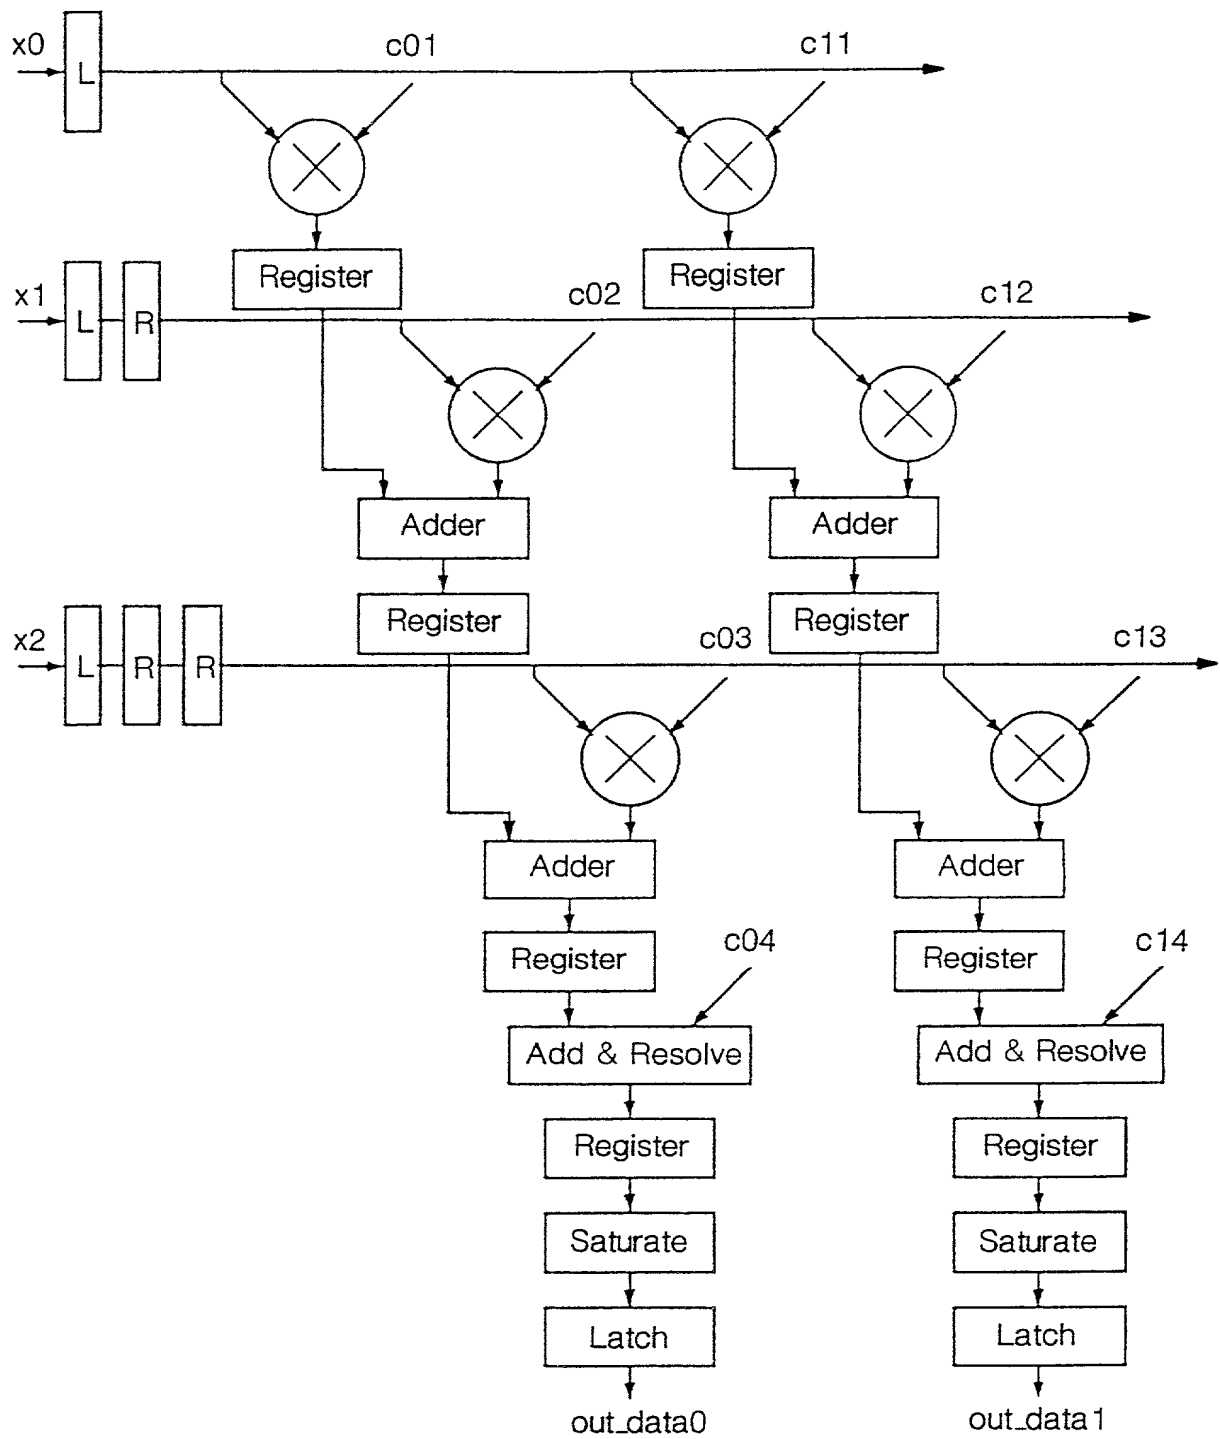 x0
L
c01
c11
Register
Register
x1
L
R
c02
c12
Adder
Adder
Register
Register
x2
L
R
R
c03
c13
Adder
Adder
Register
c04
Register
c14
Add & Resolve
Add & Resolve
Register
Register
Saturate
Saturate
Latch
Latch
out_data0
out_data1